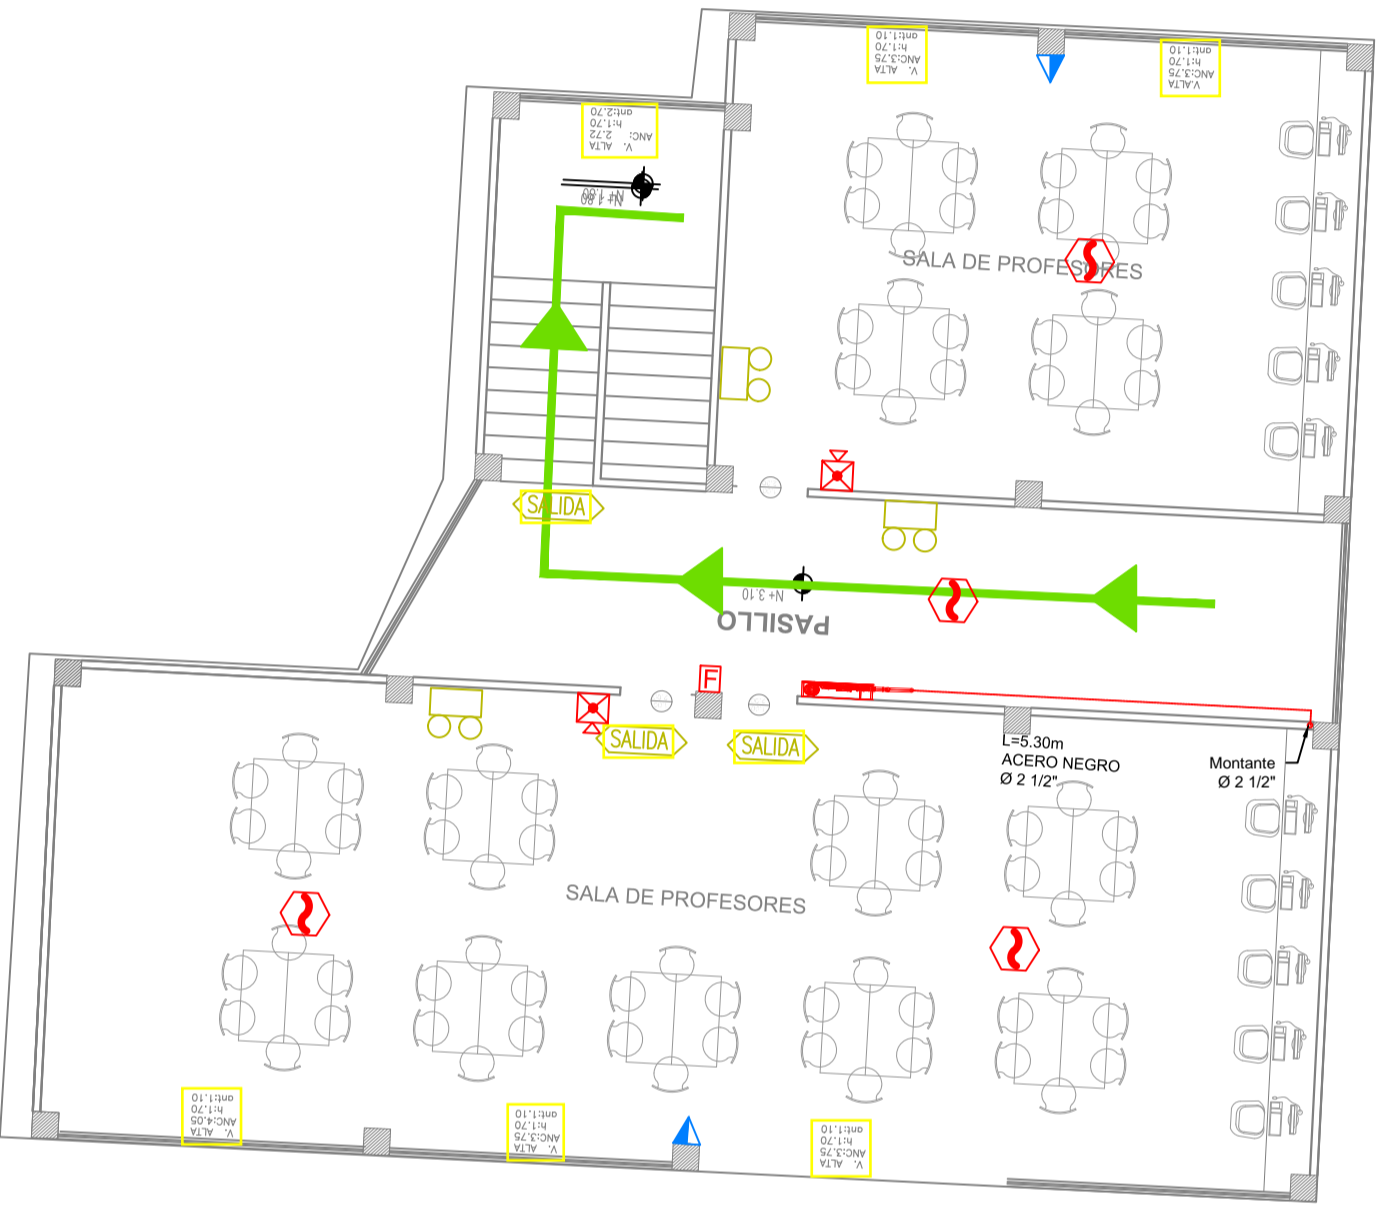 V. ALTA
ANC:3.75
h:1.70
ant:1.10
V.ALTA
ANC:3.75
h:1.70
ant:1.10
V. ALTA
ANC: 2.72
h:1.70
ant:2.70
N+ 1.80
SALA DE PROFESORES
SALIDA
N+ 3.10
PASILLO
F
SALIDA
SALIDA
L=5.30m
ACERO NEGRO
Ø 2 1/2"
Montante
Ø 2 1/2"
SALA DE PROFESORES
V. ALTA
ANC:4.05
h:1.70
ant:1.10
V. ALTA
ANC:3.75
h:1.70
ant:1.10
V. ALTA
ANC:3.75
h:1.70
ant:1.10